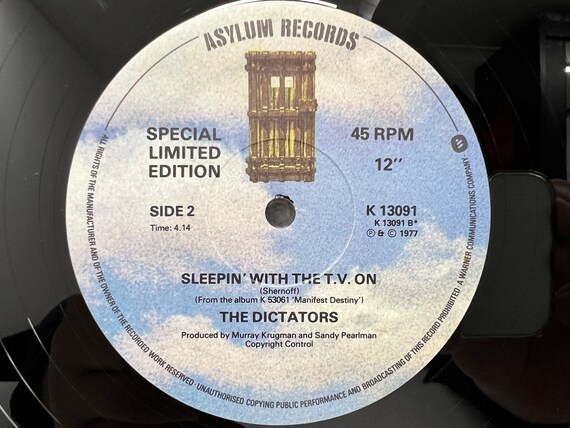 ASYLUM RECORDS
SPECIAL
LIMITED
EDITION
45 RPM
12"
SIDE 2
Time: 4.14
K 13091
K 13091 B*
Ⓟ & © 1977
SLEEPIN' WITH THE T.V. ON
(Shernoff)
(From the album K 53061 'Manifest Destiny')
THE DICTATORS
Produced by Murray Krugman and Sandy Pearlman
Copyright Control
ALL RIGHTS OF THE MANUFACTURER AND OF THE OWNER OF THE RECORDED WORK RESERVED. UNAUTHORISED COPYING PUBLIC PERFORMANCE AND BROADCASTING OF THIS RECORD PROHIBITED. A WARNER COMMUNICATIONS COMPANY